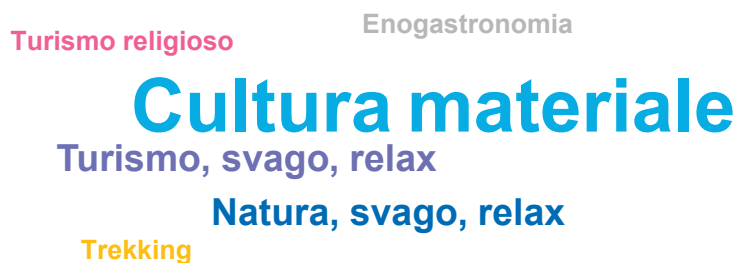 Enogastronomia
Turismo religioso
Cultura materiale
Turismo, svago, relax
Natura, svago, relax
Trekking